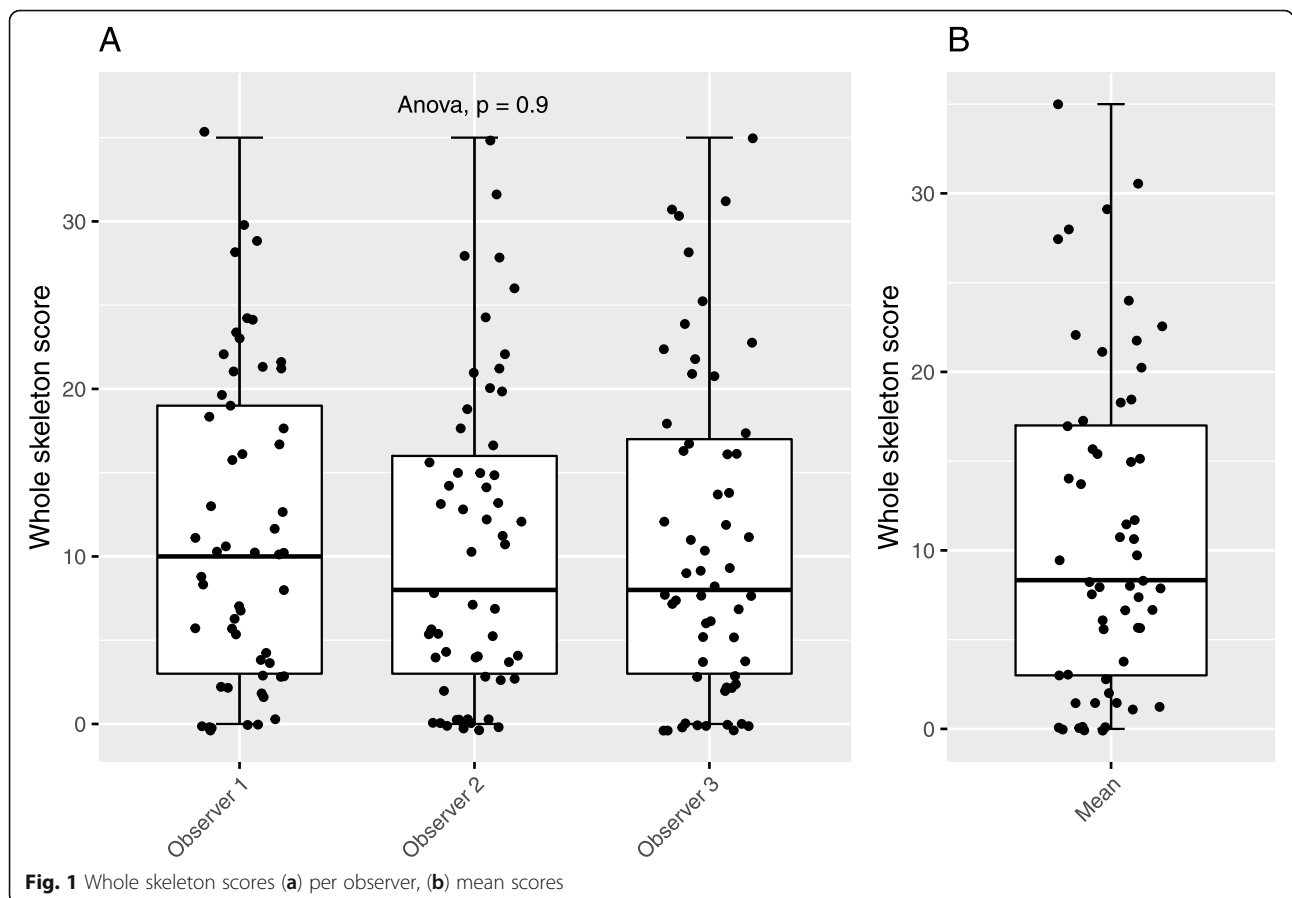 A
B
Anova, p = 0.9
Whole skeleton score
30
20
10
0
Observer 1
Observer 2
Observer 3
Whole skeleton score
30
20
10
0
Mean
Fig. 1 Whole skeleton scores (a) per observer, (b) mean scores